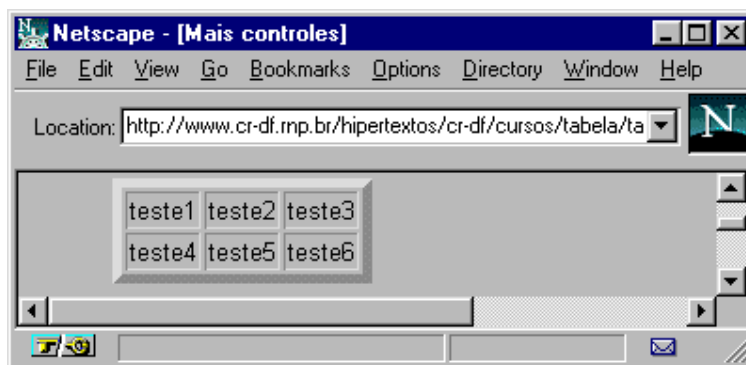 Netscape - [Mais controles]
File Edit View Go Bookmarks Options Directory Window Help
Location: http://www.cr-df.rnp.br/hipertextos/cr-df/cursos/tabela/ta
N
teste1 teste2 teste3
teste4 teste5 teste6